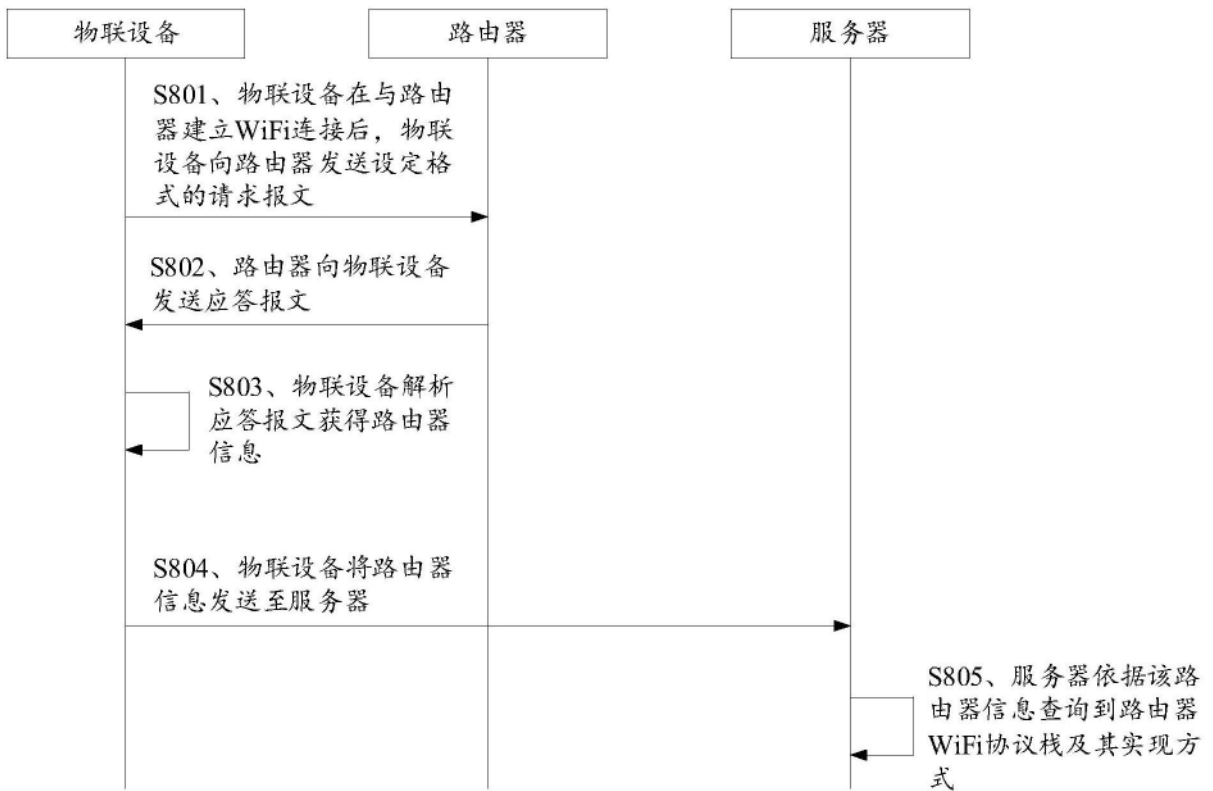 物联设备
路由器
服务器
S801、物联设备在与路由
器建立WiFi连接后，物联
设备向路由器发送设定格
式的请求报文
S802、路由器向物联设备
发送应答报文
S803、物联设备解析
应答报文获得路由器
信息
S804、物联设备将路由器
信息发送至服务器
S805、服务器依据该路
由器信息查询到路由器
WiFi协议栈及其实现方
式